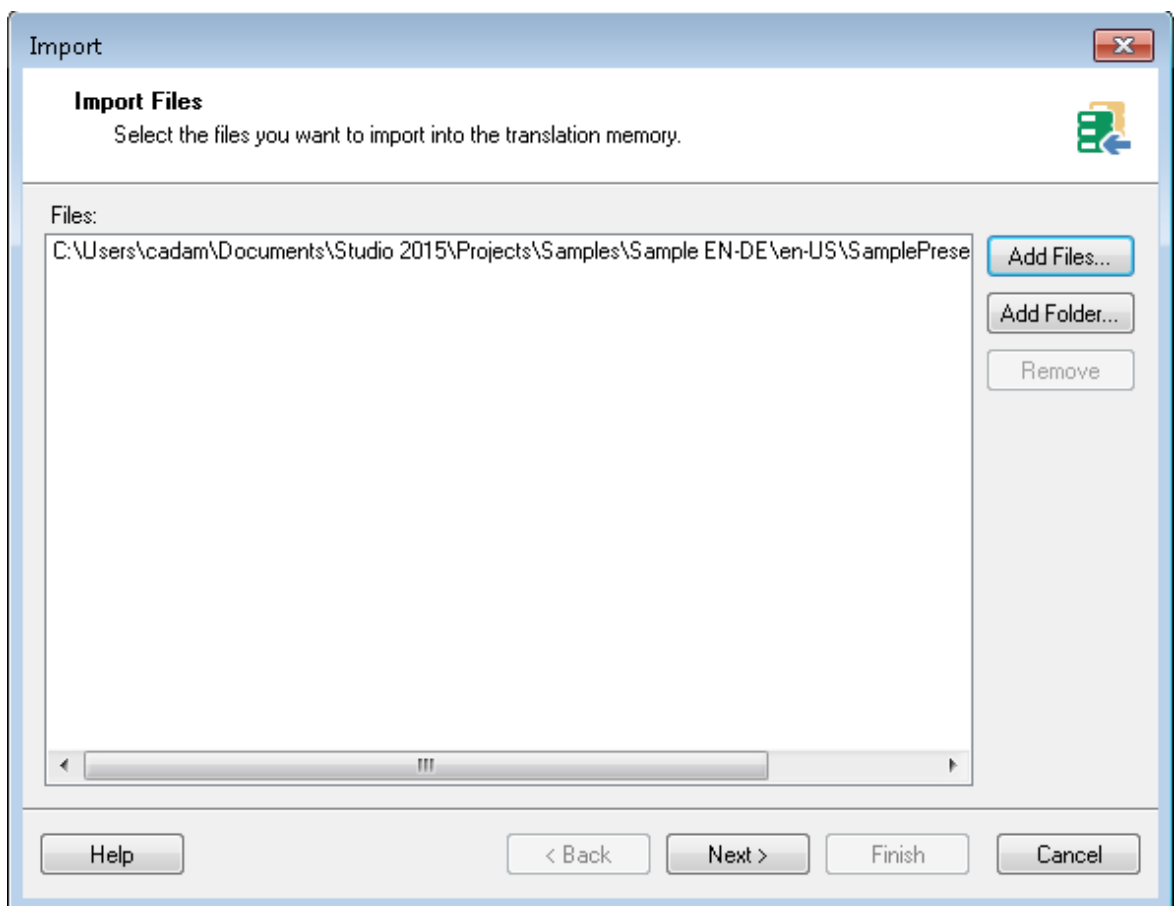 Import
Import Files
Select the files you want to import into the translation memory.
Files:
C:\Users\cadam\Documents\Studio 2015\Projects\Samples\Sample EN-DE\en-US\SamplePrese
Add Files...
Add Folder...
Remove
Help
< Back
Next >
Finish
Cancel